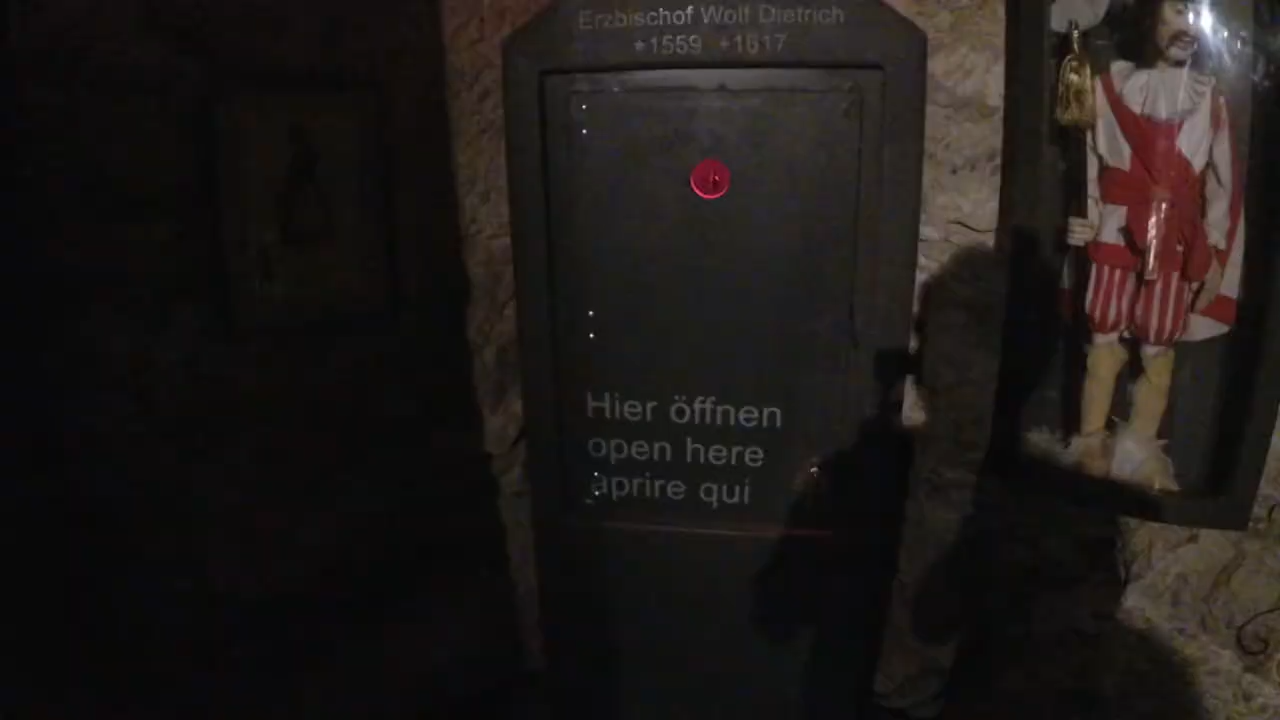 Erzbischof Wolf Dietrich
*1559 +1617
Hier öffnen
open here
aprire qui